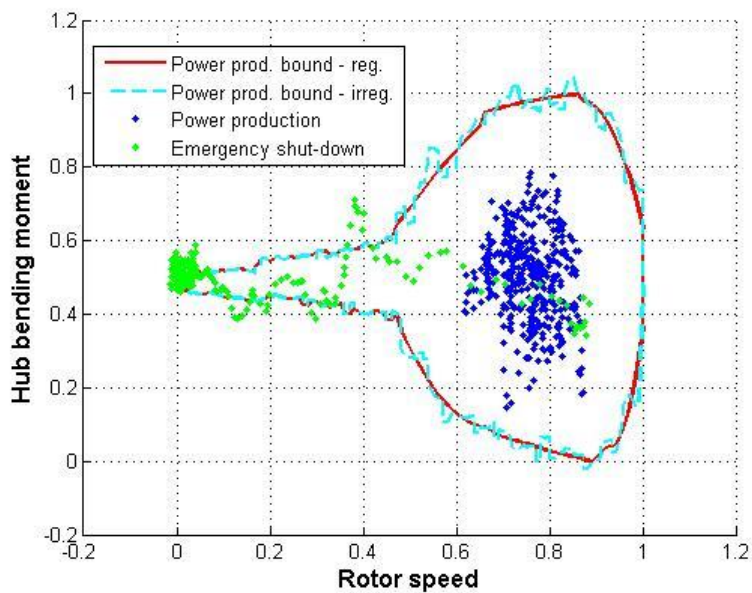 1.2
1
0.8
0.6
0.4
0.2
0
-0.2
Hub bending moment
Power prod. bound - reg.
Power prod. bound - irreg.
Power production
Emergency shut-down
-0.2
0
0.2
0.4
0.6
0.8
1
1.2
Rotor speed